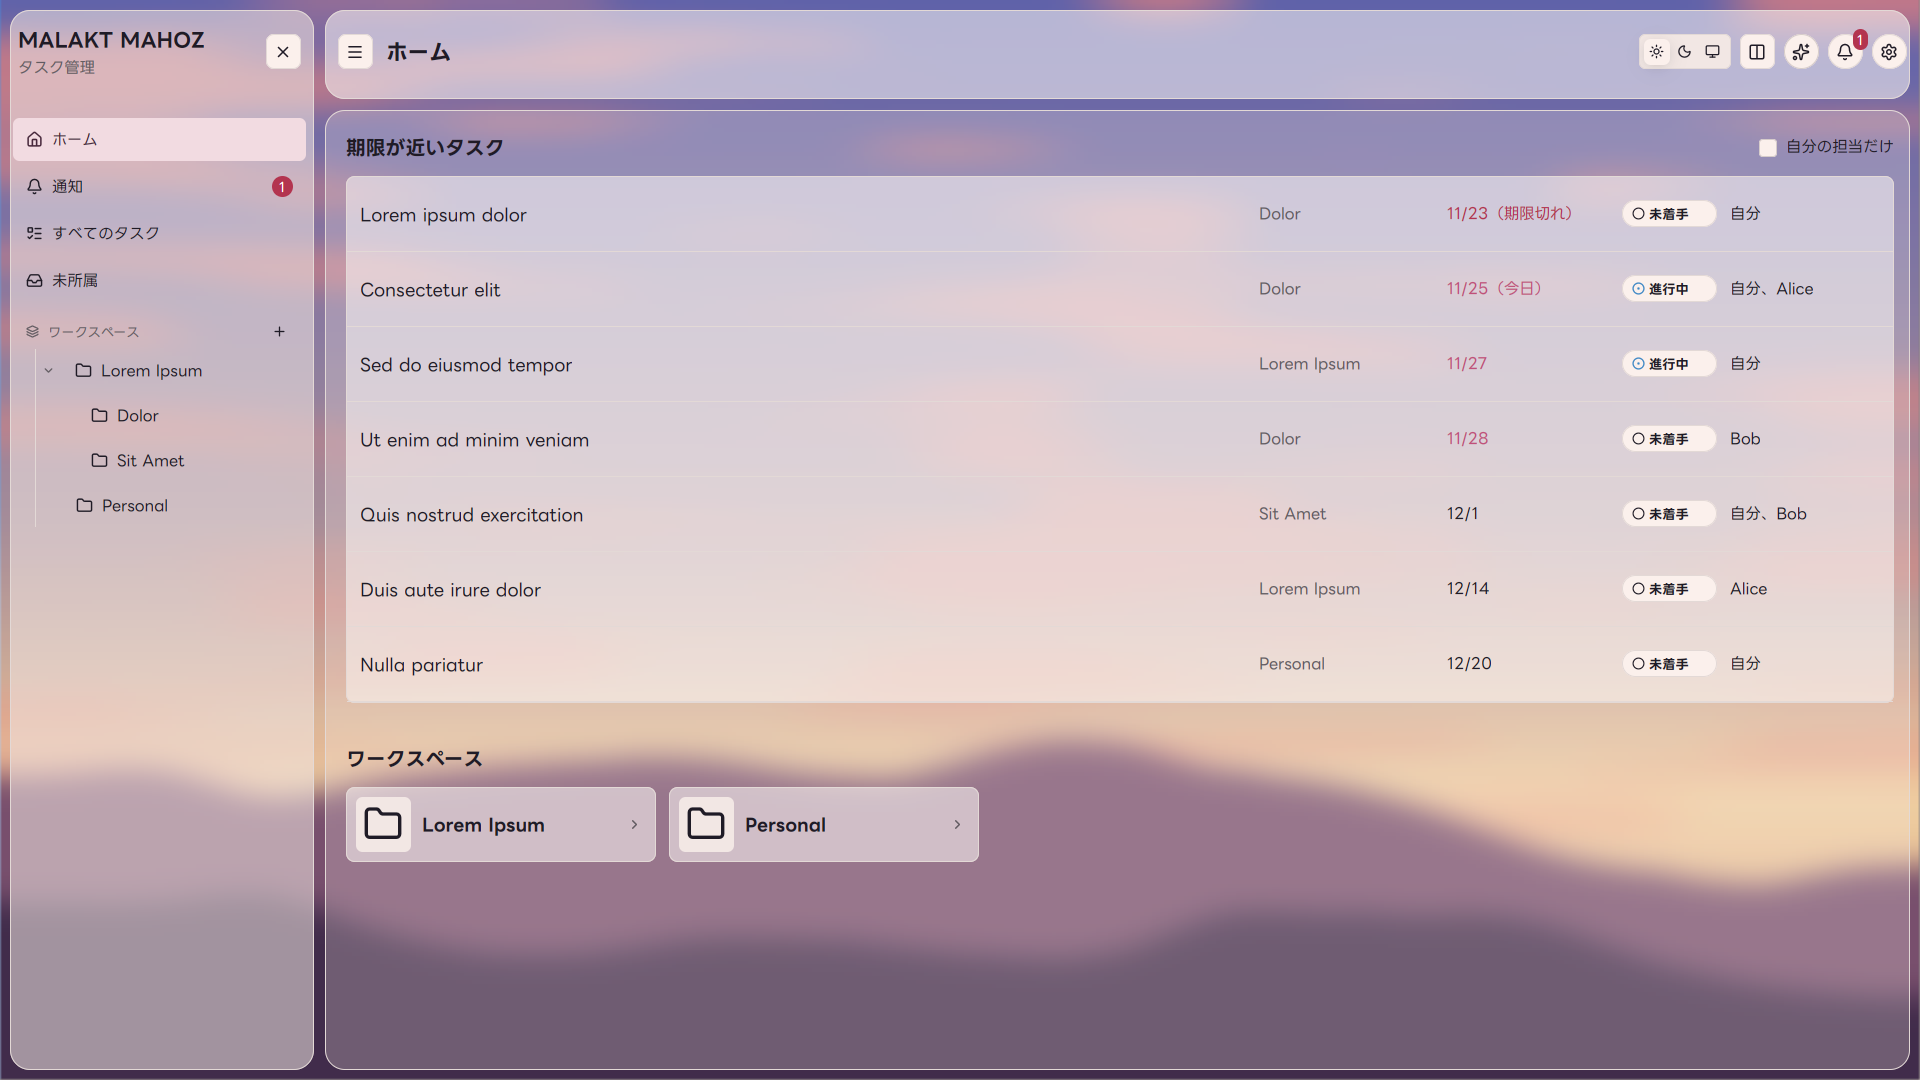 MALAKT MAHOZ
タスク管理
ホーム
通知 1
すべてのタスク
未所属
ワークスペース
Lorem Ipsum
Dolor
Sit Amet
Personal
ホーム
1
期限が近いタスク
自分の担当だけ
Lorem ipsum dolor Dolor 11/23（期限切れ） 未着手 自分
Consectetur elit Dolor 11/25（今日） 進行中 自分、Alice
Sed do eiusmod tempor Lorem Ipsum 11/27 進行中 自分
Ut enim ad minim veniam Dolor 11/28 未着手 Bob
Quis nostrud exercitation Sit Amet 12/1 未着手 自分、Bob
Duis aute irure dolor Lorem Ipsum 12/14 未着手 Alice
Nulla pariatur Personal 12/20 未着手 自分
ワークスペース
Lorem Ipsum
Personal